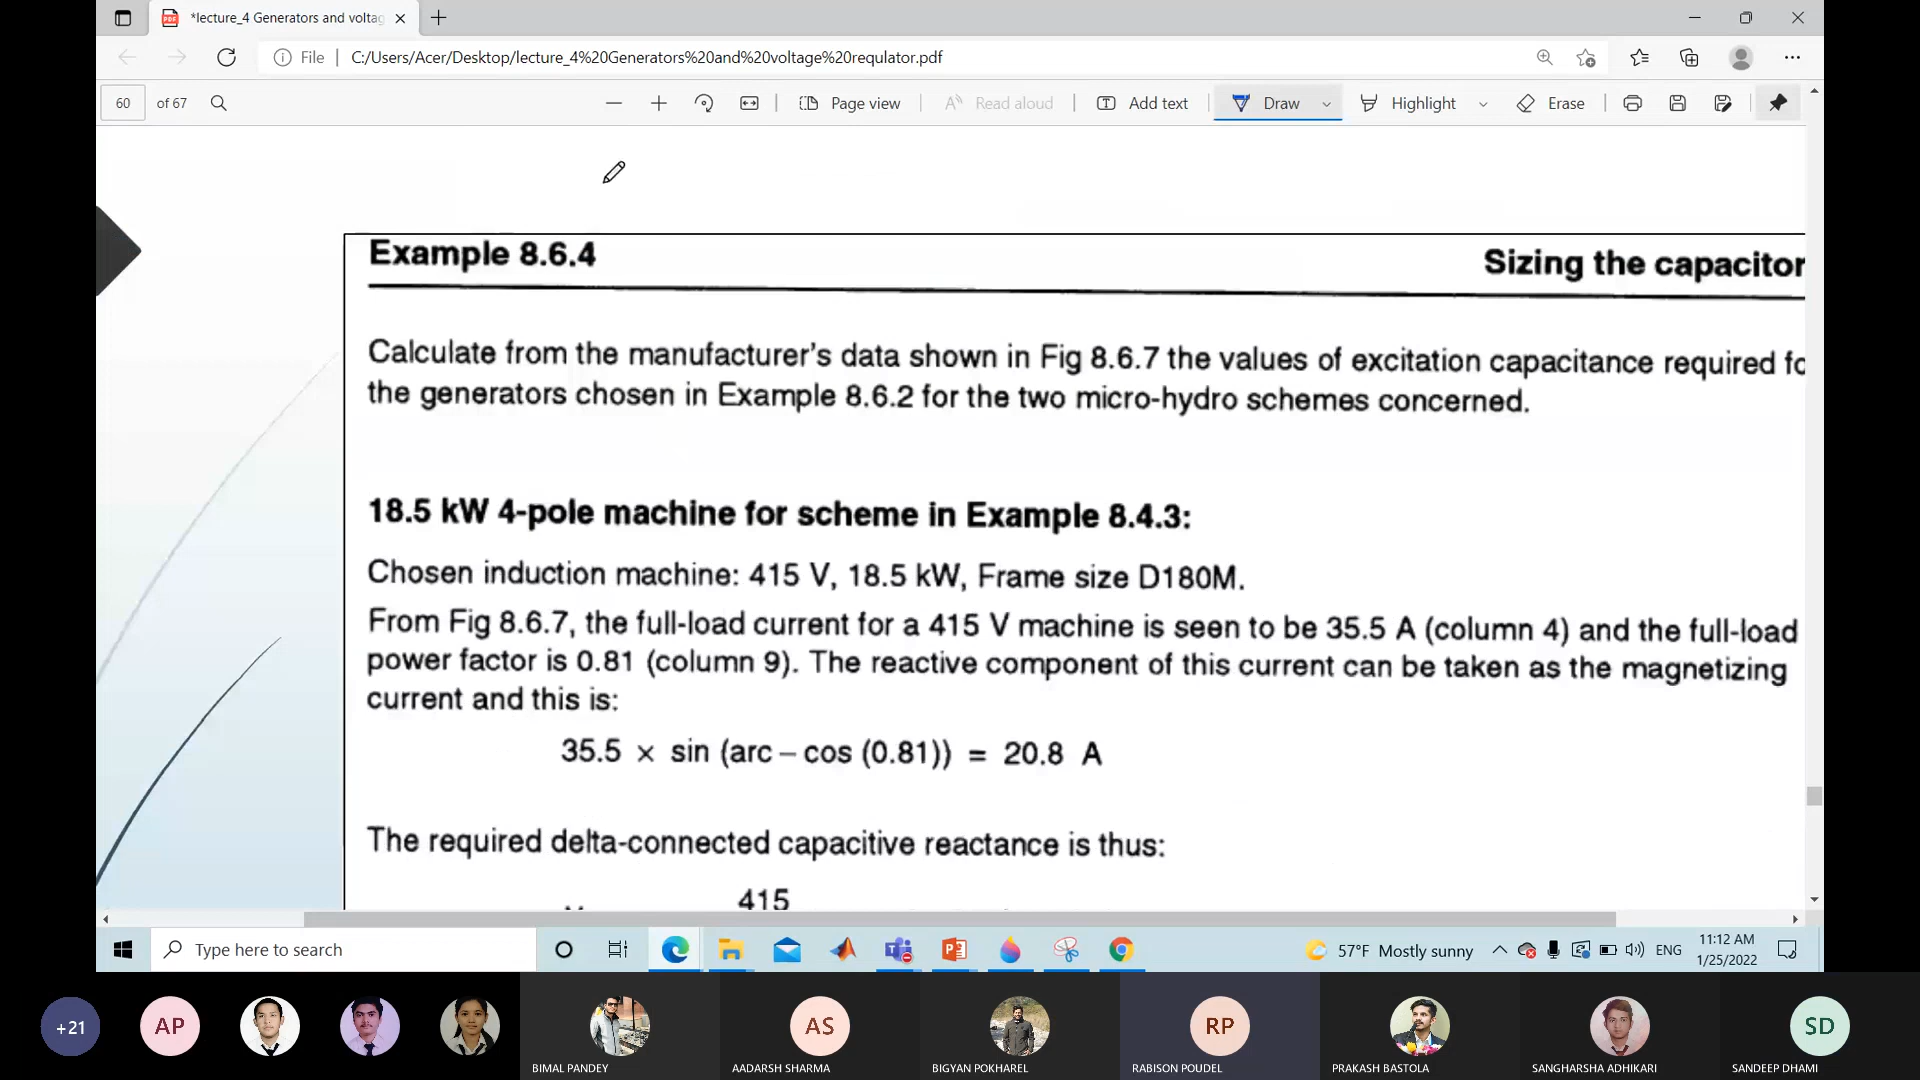 *lecture_4 Generators and voltag
File | C:/Users/Acer/Desktop/lecture_4%20Generators%20and%20voltage%20requlator.pdf
60 of 67
Page view
Read aloud
Add text
Draw
Highlight
Erase
Example 8.6.4
Sizing the capacitor
Calculate from the manufacturer's data shown in Fig 8.6.7 the values of excitation capacitance required fo
the generators chosen in Example 8.6.2 for the two micro-hydro schemes concerned.
18.5 kW 4-pole machine for scheme in Example 8.4.3:
Chosen induction machine: 415 V, 18.5 kW, Frame size D180M.
From Fig 8.6.7, the full-load current for a 415 V machine is seen to be 35.5 A (column 4) and the full-load
power factor is 0.81 (column 9). The reactive component of this current can be taken as the magnetizing
current and this is:
35.5 × sin (arc – cos (0.81)) = 20.8 A
The required delta-connected capacitive reactance is thus:
415
Type here to search
57°F Mostly sunny
ENG
11:12 AM
1/25/2022
+21
AP
AS
RP
SD
BIMAL PANDEY
AADARSH SHARMA
BIGYAN POKHAREL
RABISON POUDEL
PRAKASH BASTOLA
SANGHARSHA ADHIKARI
SANDEEP DHAMI